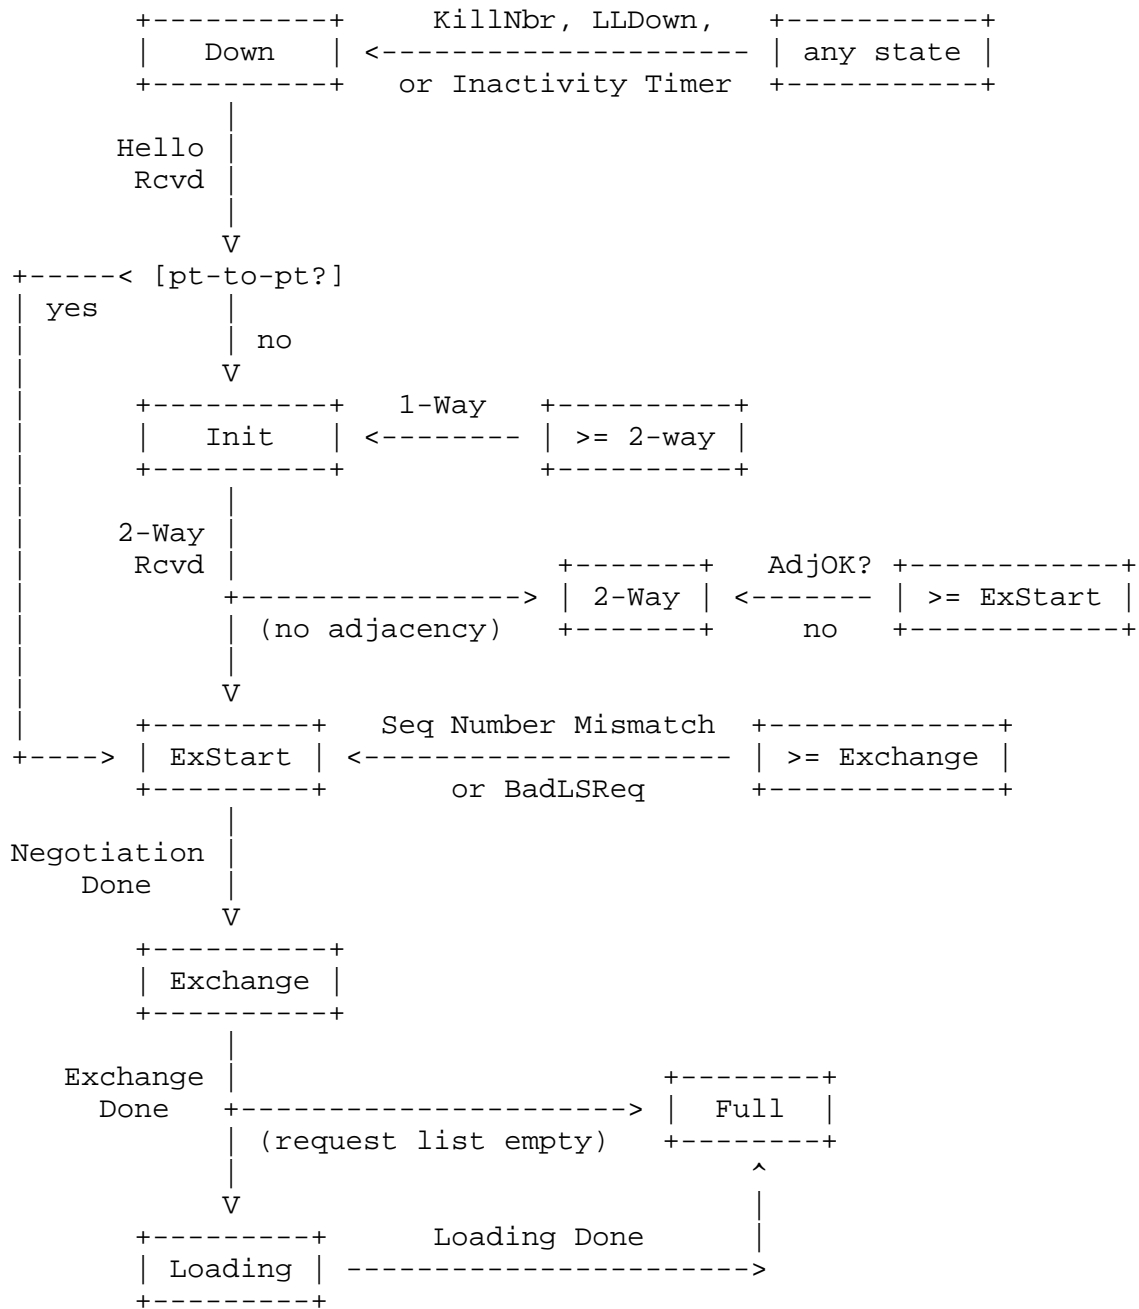 +----------+     KillNbr, LLDown,    +-----------+
|   Down   | <--------------------- | any state |
+----------+   or Inactivity Timer  +-----------+
|
Hello |
Rcvd |
|
V
+-----< [pt-to-pt?]
| yes       |
|           | no
|           V
|      +----------+   1-Way   +----------+
|      |   Init   | <-------- | >= 2-way |
|      +----------+           +----------+
|           |
|     2-Way |
|      Rcvd |                  +-------+   AdjOK? +------------+
|           +----------------> | 2-Way | <------- | >= ExStart |
|           | (no adjacency)   +-------+    no    +------------+
|           |
|           V
|      +---------+   Seq Number Mismatch  +-------------+
+----> | ExStart | <--------------------- | >= Exchange |
+---------+       or BadLSReq      +-------------+
|
Negotiation |
Done    |
V
+----------+
| Exchange |
+----------+
|
Exchange |                        +--------+
Done   +----------------------> |  Full  |
| (request list empty)   +--------+
|                             ^
V                             |
+---------+      Loading Done      |
| Loading | ----------------------->
+---------+